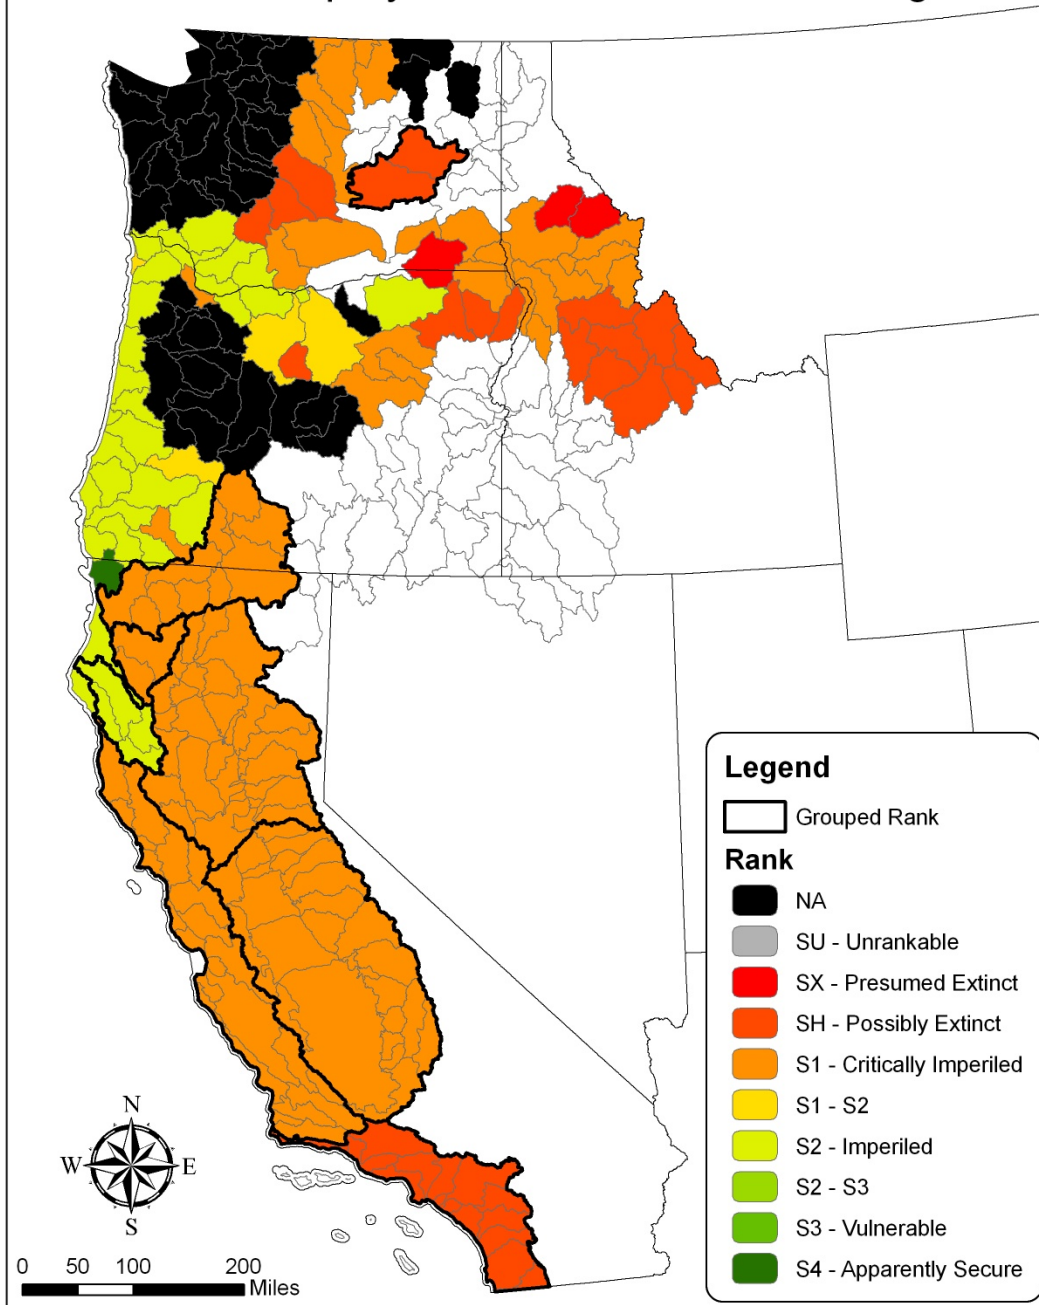 Legend
Grouped Rank
Rank
NA
SU - Unrankable
SX - Presumed Extinct
SH - Possibly Extinct
S1 - Critically Imperiled
S1 - S2
S2 - Imperiled
S2 - S3
S3 - Vulnerable
S4 - Apparently Secure
N
W E
S
0 50 100 200
Miles